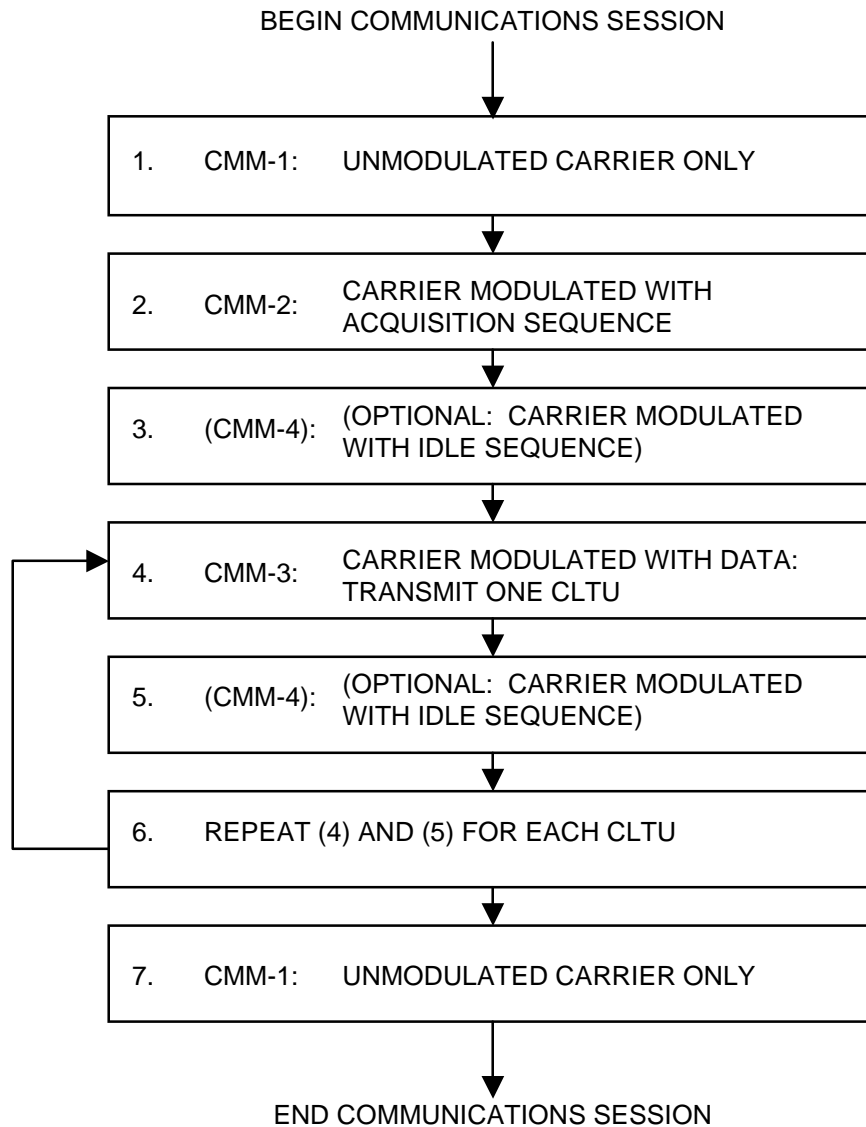 BEGIN COMMUNICATIONS SESSION
1. CMM-1: UNMODULATED CARRIER ONLY
2. CMM-2: CARRIER MODULATED WITH
ACQUISITION SEQUENCE
3. (CMM-4): (OPTIONAL: CARRIER MODULATED
WITH IDLE SEQUENCE)
4. CMM-3: CARRIER MODULATED WITH DATA:
TRANSMIT ONE CLTU
5. (CMM-4): (OPTIONAL: CARRIER MODULATED
WITH IDLE SEQUENCE)
6. REPEAT (4) AND (5) FOR EACH CLTU
7. CMM-1: UNMODULATED CARRIER ONLY
END COMMUNICATIONS SESSION